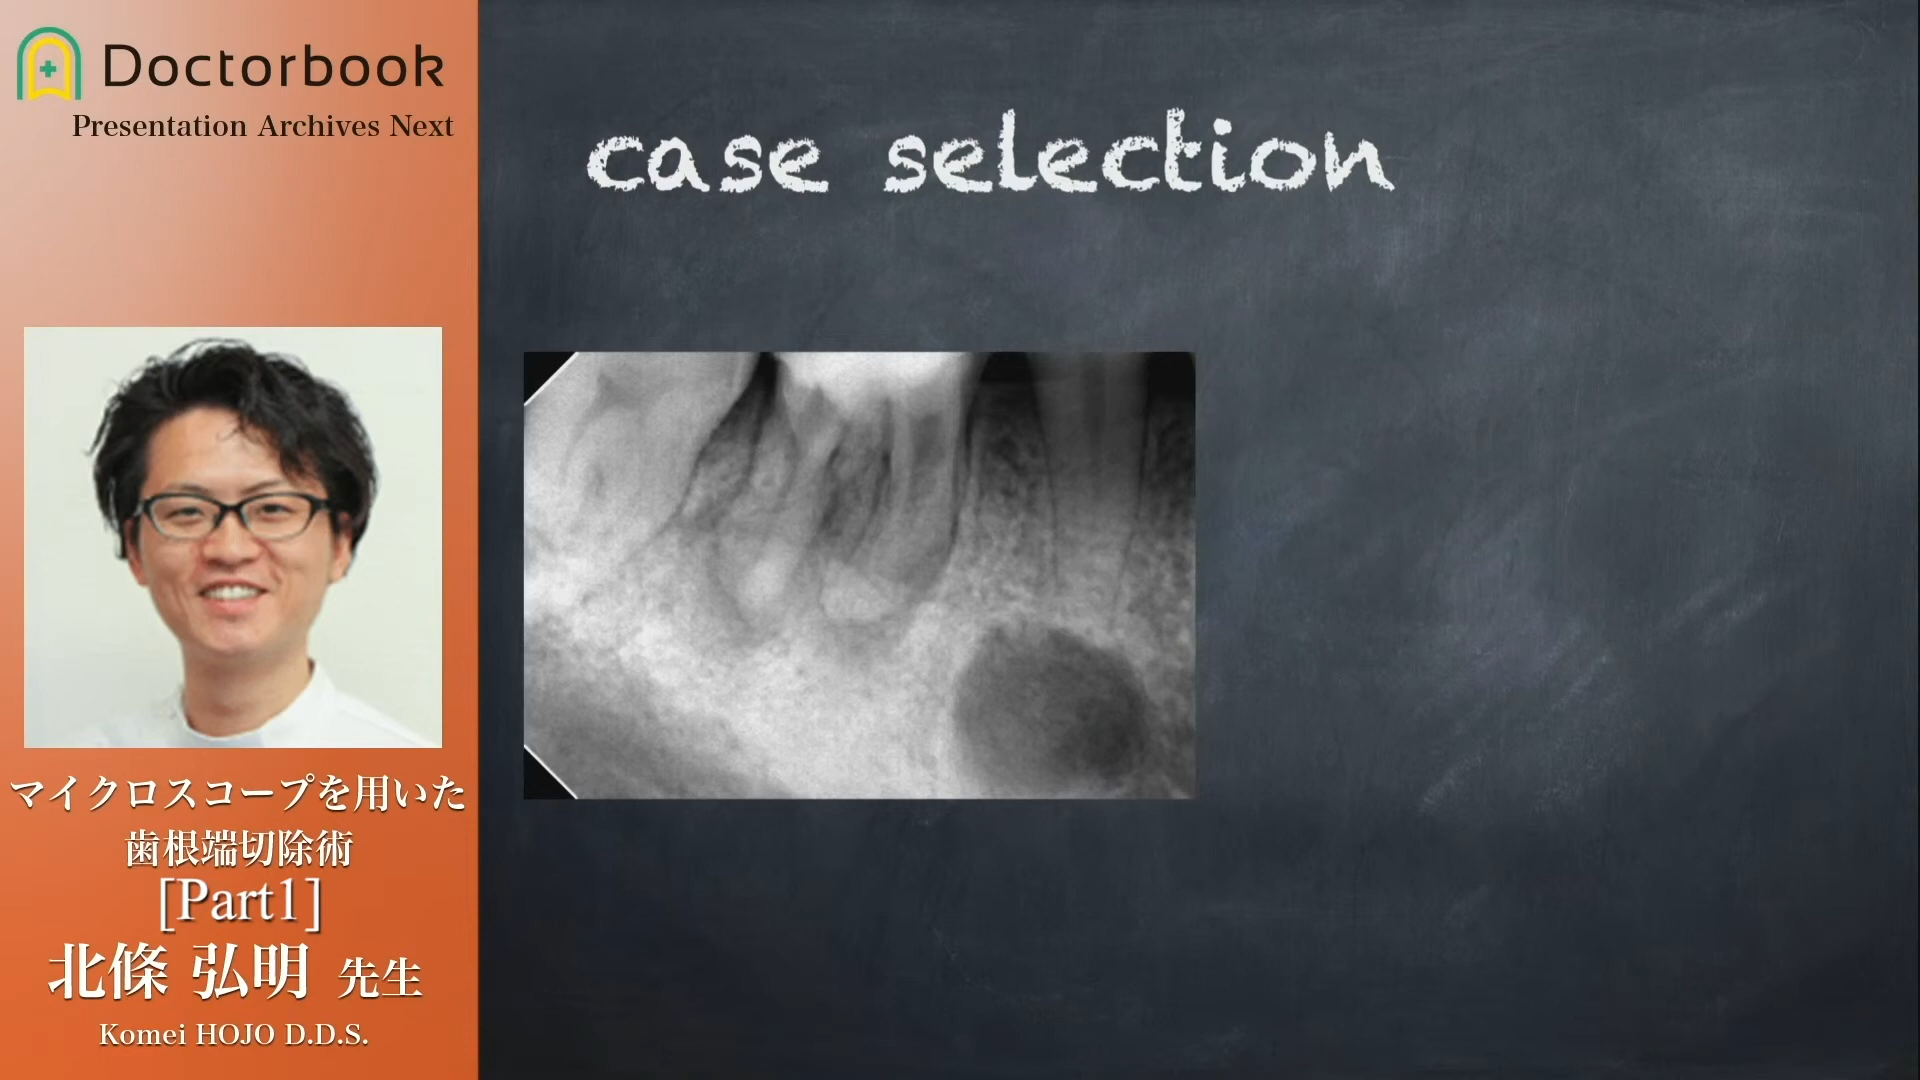 Doctorbook
Presentation Archives Next
マイクロスコープを用いた
歯根端切除術
[Part1]
北條 弘明 先生
Komei HOJO D.D.S.
case selection